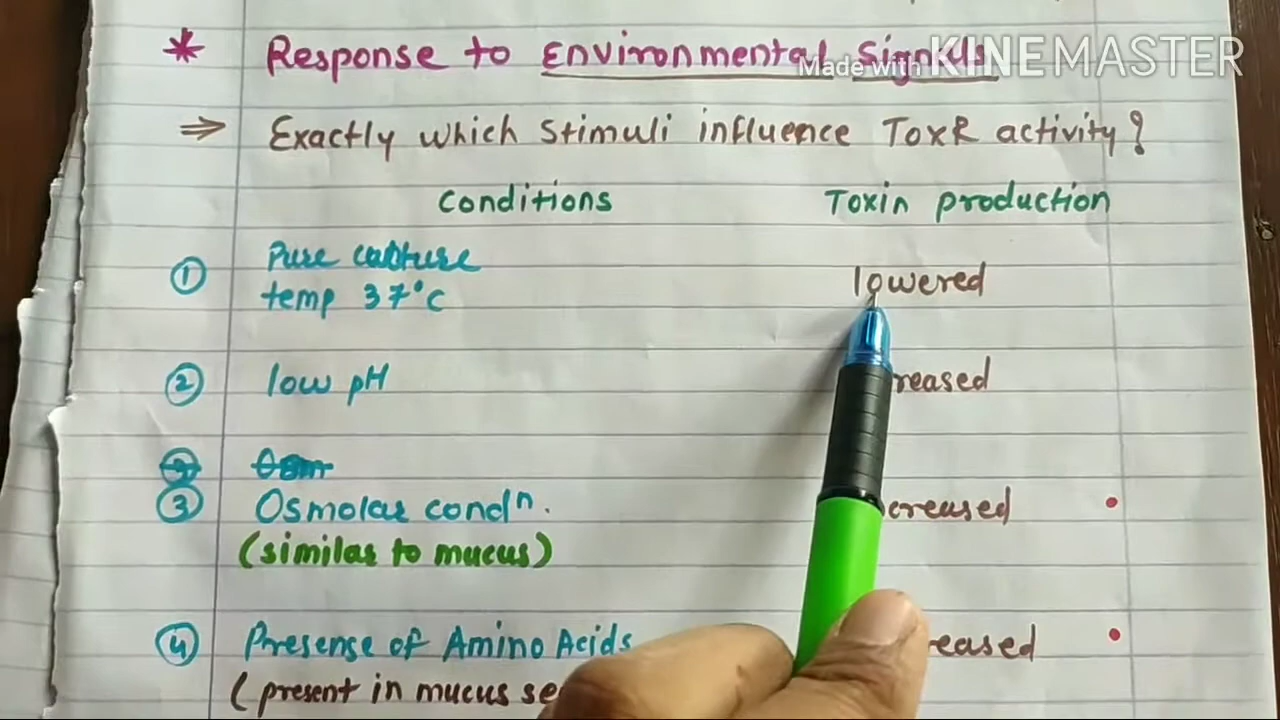 * Response to Environmental Signals
Made with KINEMASTER
⇒ Exactly which stimuli influence ToxR activity?
Conditions Toxin production
① Pure culture
temp 37°C lowered
② low pH reased
③ Osmolar condⁿ. creased
(similar to mucus)
④ Presense of Amino Acids reased
(present in mucus se